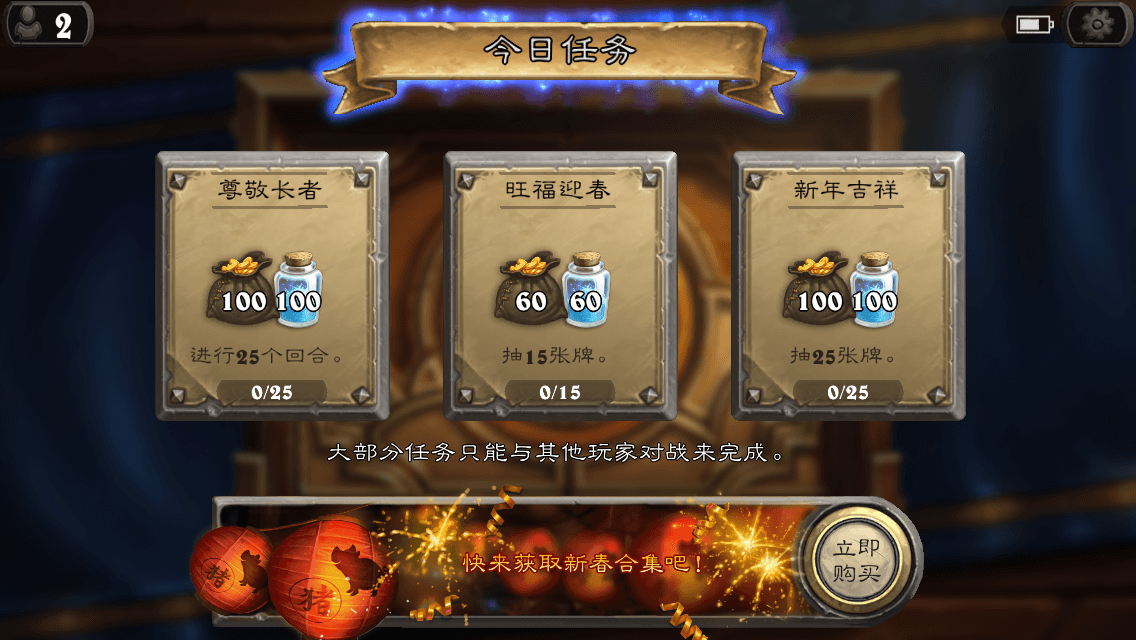 2
今日任务
尊敬长者
100 100
进行25个回合。
0/25
旺福迎春
60 60
抽15张牌。
0/15
新年吉祥
100 100
抽25张牌。
0/25
大部分任务只能与其他玩家对战来完成。
猪
猪
快来获取新春合集吧！
立即
购买